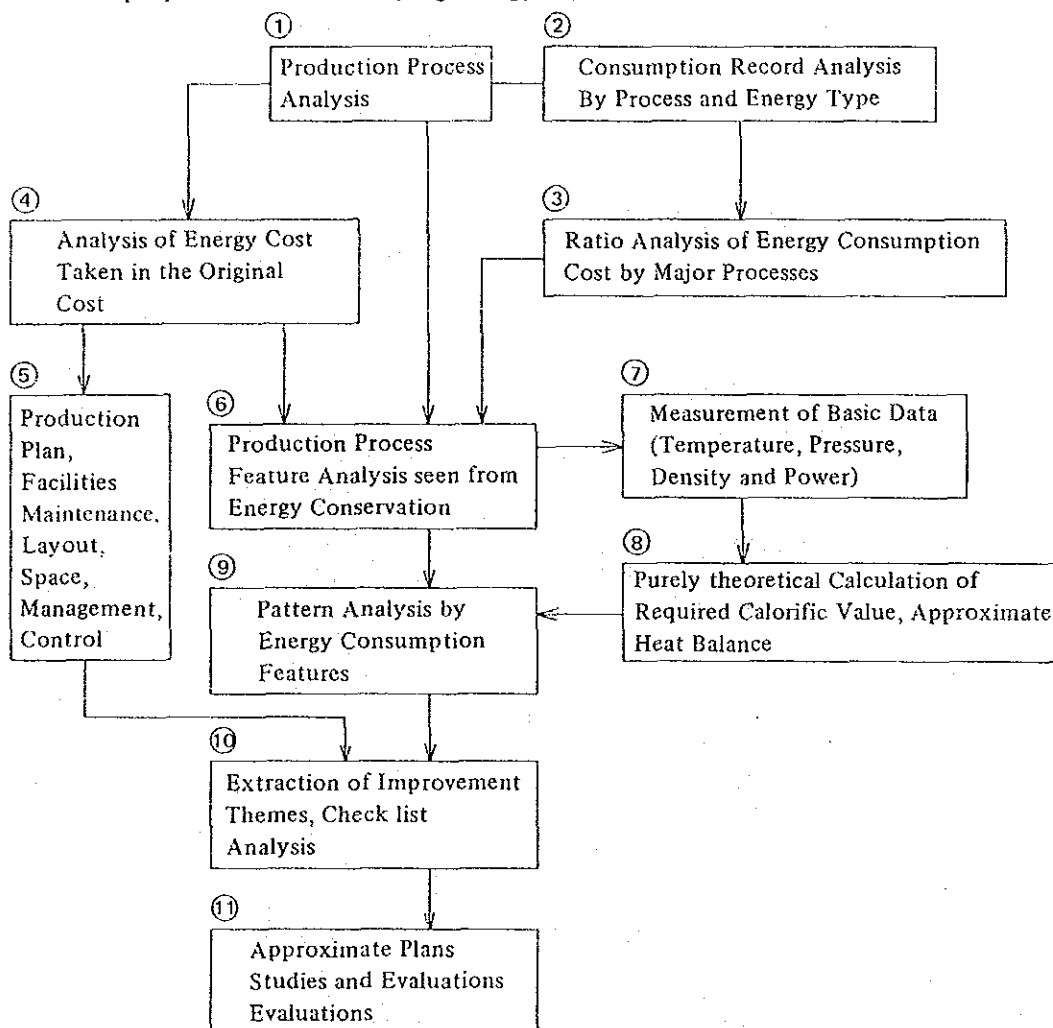 ①
Production Process
Analysis
②
Consumption Record Analysis
By Process and Energy Type
④
Analysis of Energy Cost
Taken in the Original
Cost
③
Ratio Analysis of Energy Consumption
Cost by Major Processes
⑤
Production
Plan,
Facilities
Maintenance,
Layout,
Space,
Management,
Control
⑥
Production Process
Feature Analysis seen from
Energy Conservation
⑦
Measurement of Basic Data
(Temperature, Pressure,
Density and Power)
⑧
Purely theoretical Calculation of
Required Calorific Value, Approximate
Heat Balance
⑨
Pattern Analysis by
Energy Consumption
Features
⑩
Extraction of Improvement
Themes, Check list
Analysis
⑪
Approximate Plans
Studies and Evaluations
Evaluations